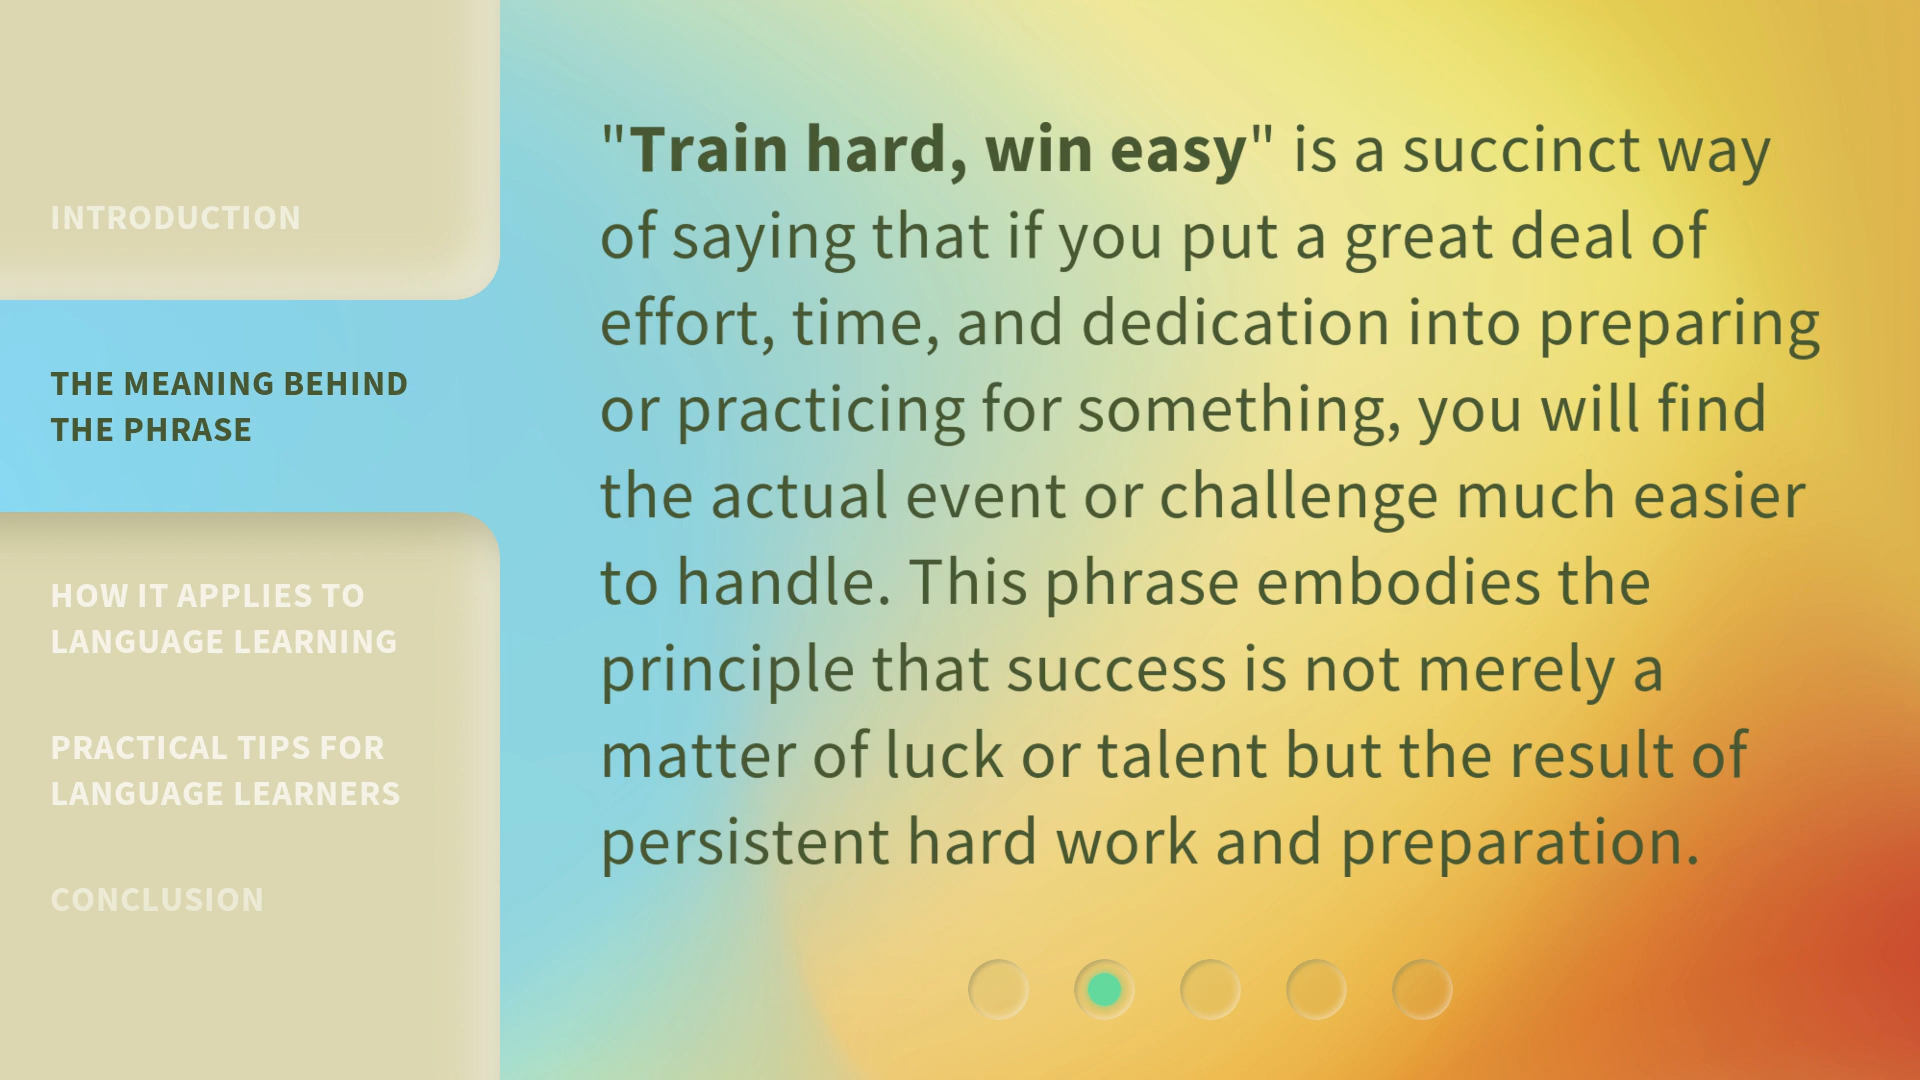 INTRODUCTION
THE MEANING BEHIND
THE PHRASE
HOW IT APPLIES TO
LANGUAGE LEARNING
PRACTICAL TIPS FOR
LANGUAGE LEARNERS
CONCLUSION
"Train hard, win easy" is a succinct way
of saying that if you put a great deal of
effort, time, and dedication into preparing
or practicing for something, you will find
the actual event or challenge much easier
to handle. This phrase embodies the
principle that success is not merely a
matter of luck or talent but the result of
persistent hard work and preparation.